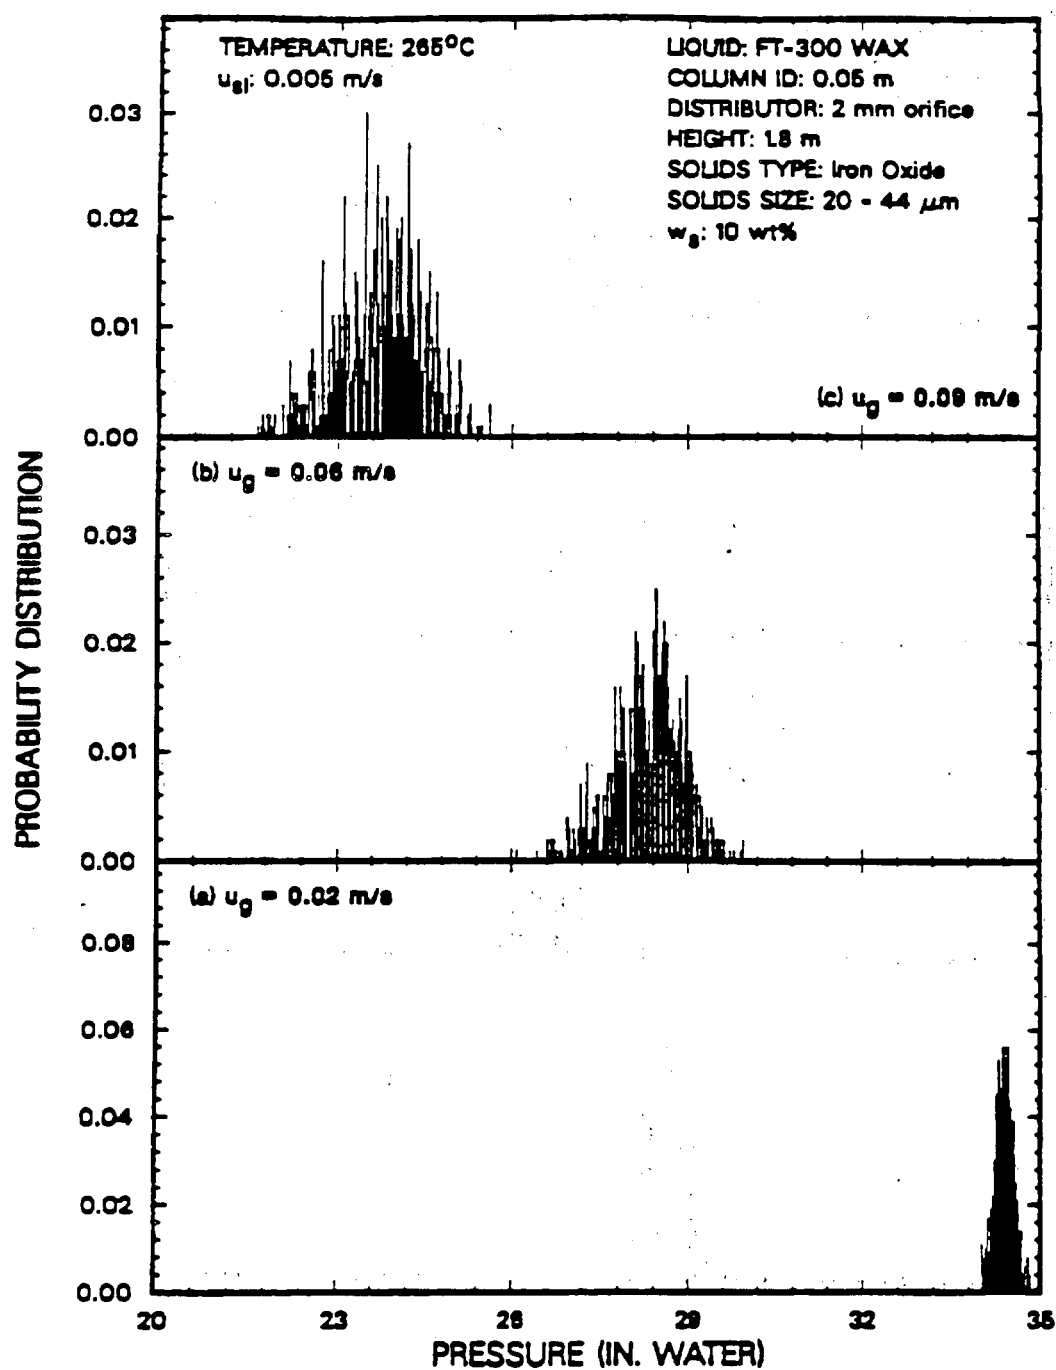 TEMPERATURE: 265°C
u_sl: 0.005 m/s
LIQUID: FT-300 WAX
COLUMN ID: 0.05 m
DISTRIBUTOR: 2 mm orifice
HEIGHT: 1.8 m
SOLIDS TYPE: Iron Oxide
SOLIDS SIZE: 20 - 44 μm
w_s: 10 wt%
0.03
0.02
0.01
0.00
(c) u_g = 0.09 m/s
(b) u_g = 0.06 m/s
0.03
0.02
0.01
0.00
(a) u_g = 0.02 m/s
0.08
0.06
0.04
0.02
0.00
20 23 26 29 32 35
PRESSURE (IN. WATER)
PROBABILITY DISTRIBUTION